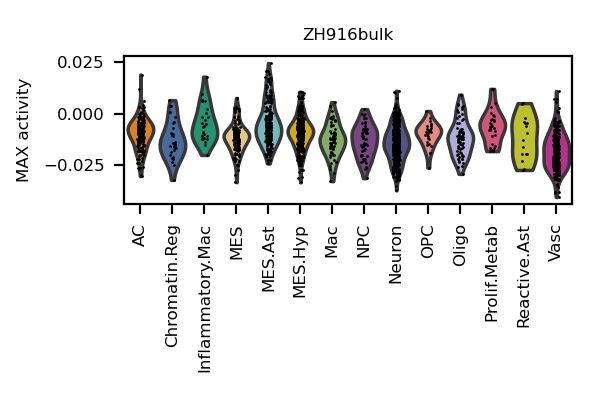 ZH916bulk
MAX activity
0.025
0.000
−0.025
AC
Chromatin.Reg
Inflammatory.Mac
MES
MES.Ast
MES.Hyp
Mac
NPC
Neuron
OPC
Oligo
Prolif.Metab
Reactive.Ast
Vasc